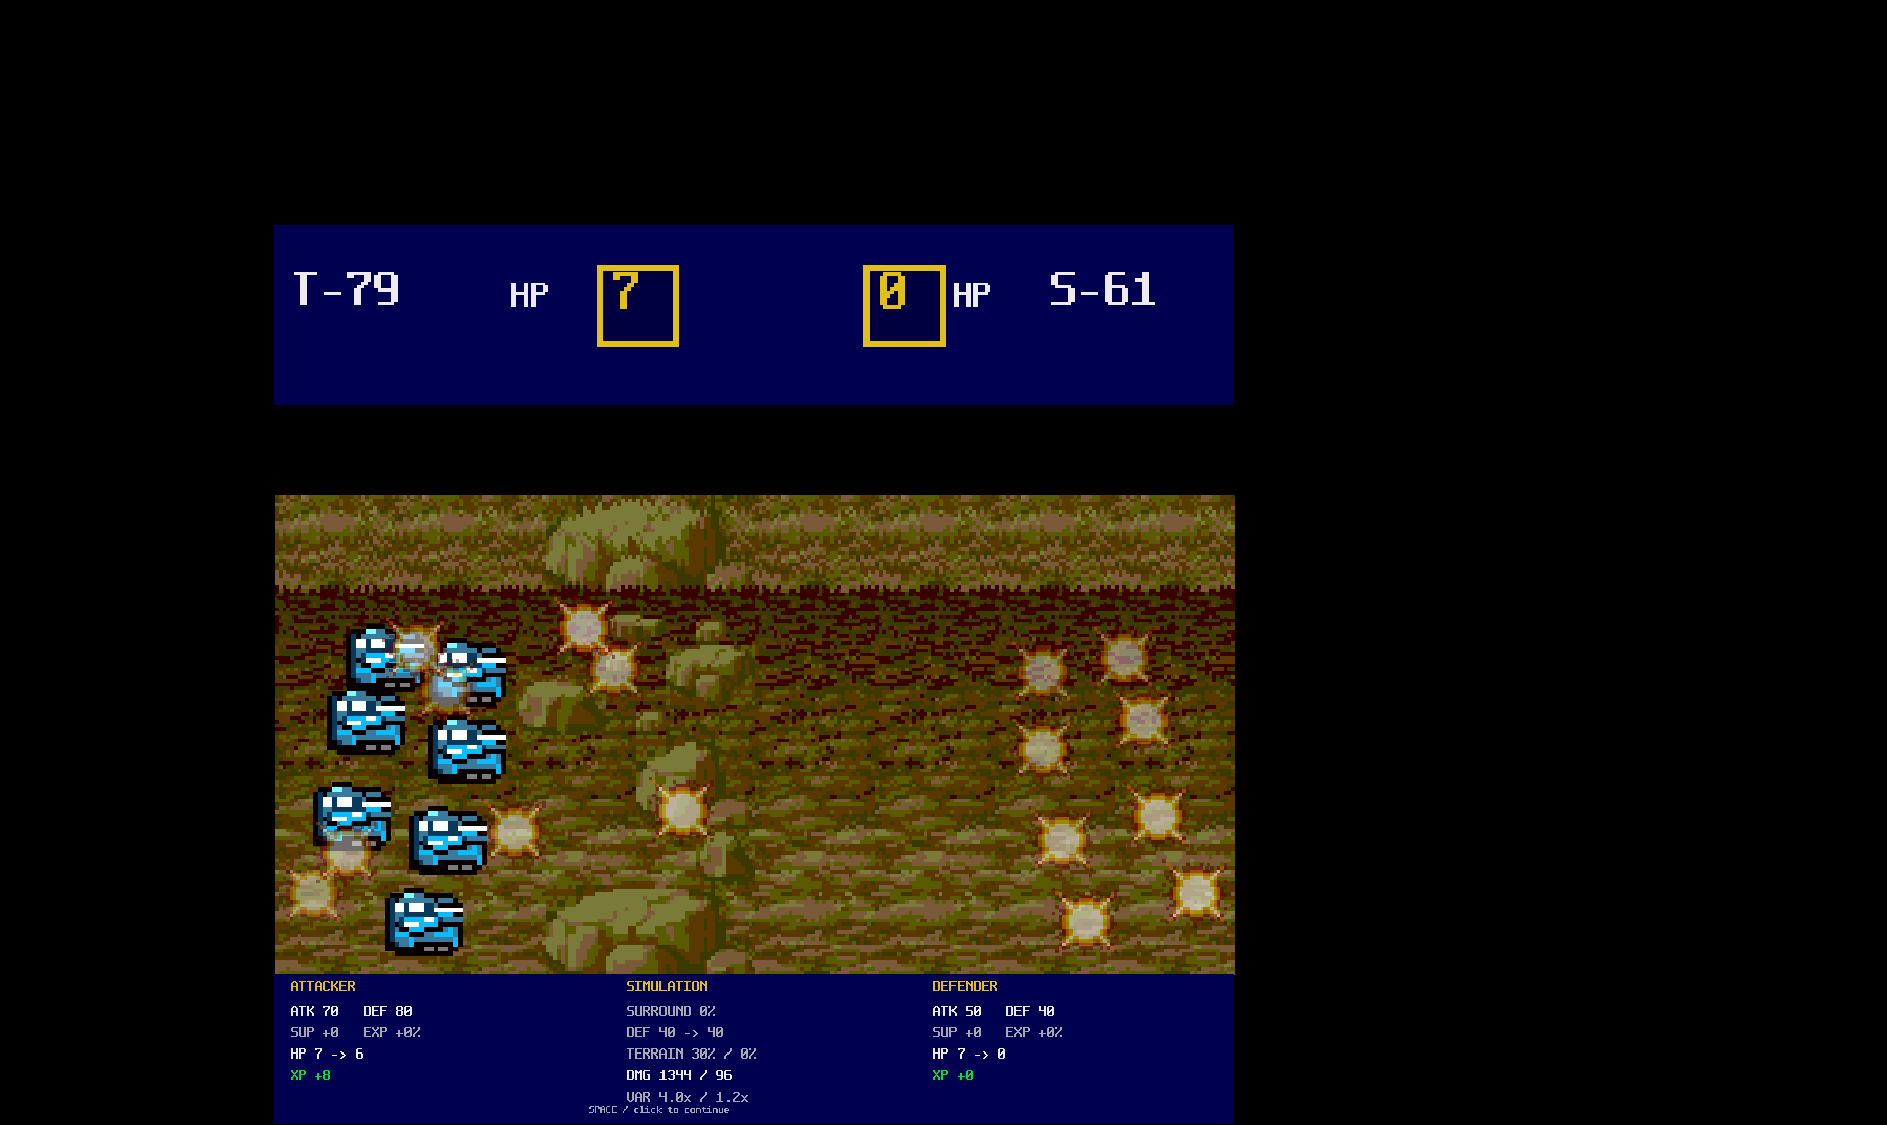 T-79 HP 7 0 HP S-61
ATTACKER SIMULATION DEFENDER
ATK 70 DEF 80 SURROUND 0% ATK 50 DEF 40
SUP +0 EXP +0% DEF 40 -> 40 SUP +0 EXP +0%
HP 7 -> 6 TERRAIN 30% / 0% HP 7 -> 0
XP +8 DMG 1344 / 96 XP +0
VAR 4.0x / 1.2x
SPACE / click to continue